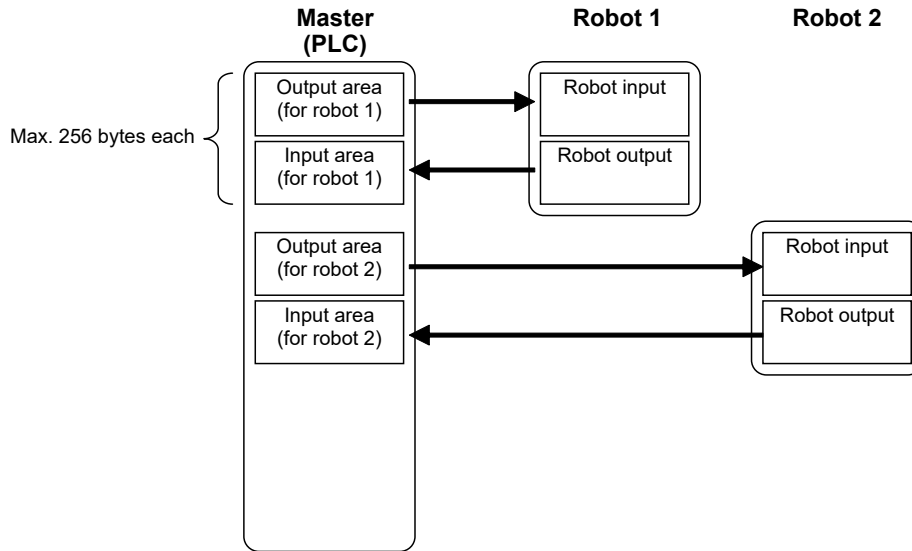 Master
(PLC)
Robot 1
Robot 2
Max. 256 bytes each
Output area
(for robot 1)
Robot input
Input area
(for robot 1)
Robot output
Output area
(for robot 2)
Robot input
Input area
(for robot 2)
Robot output